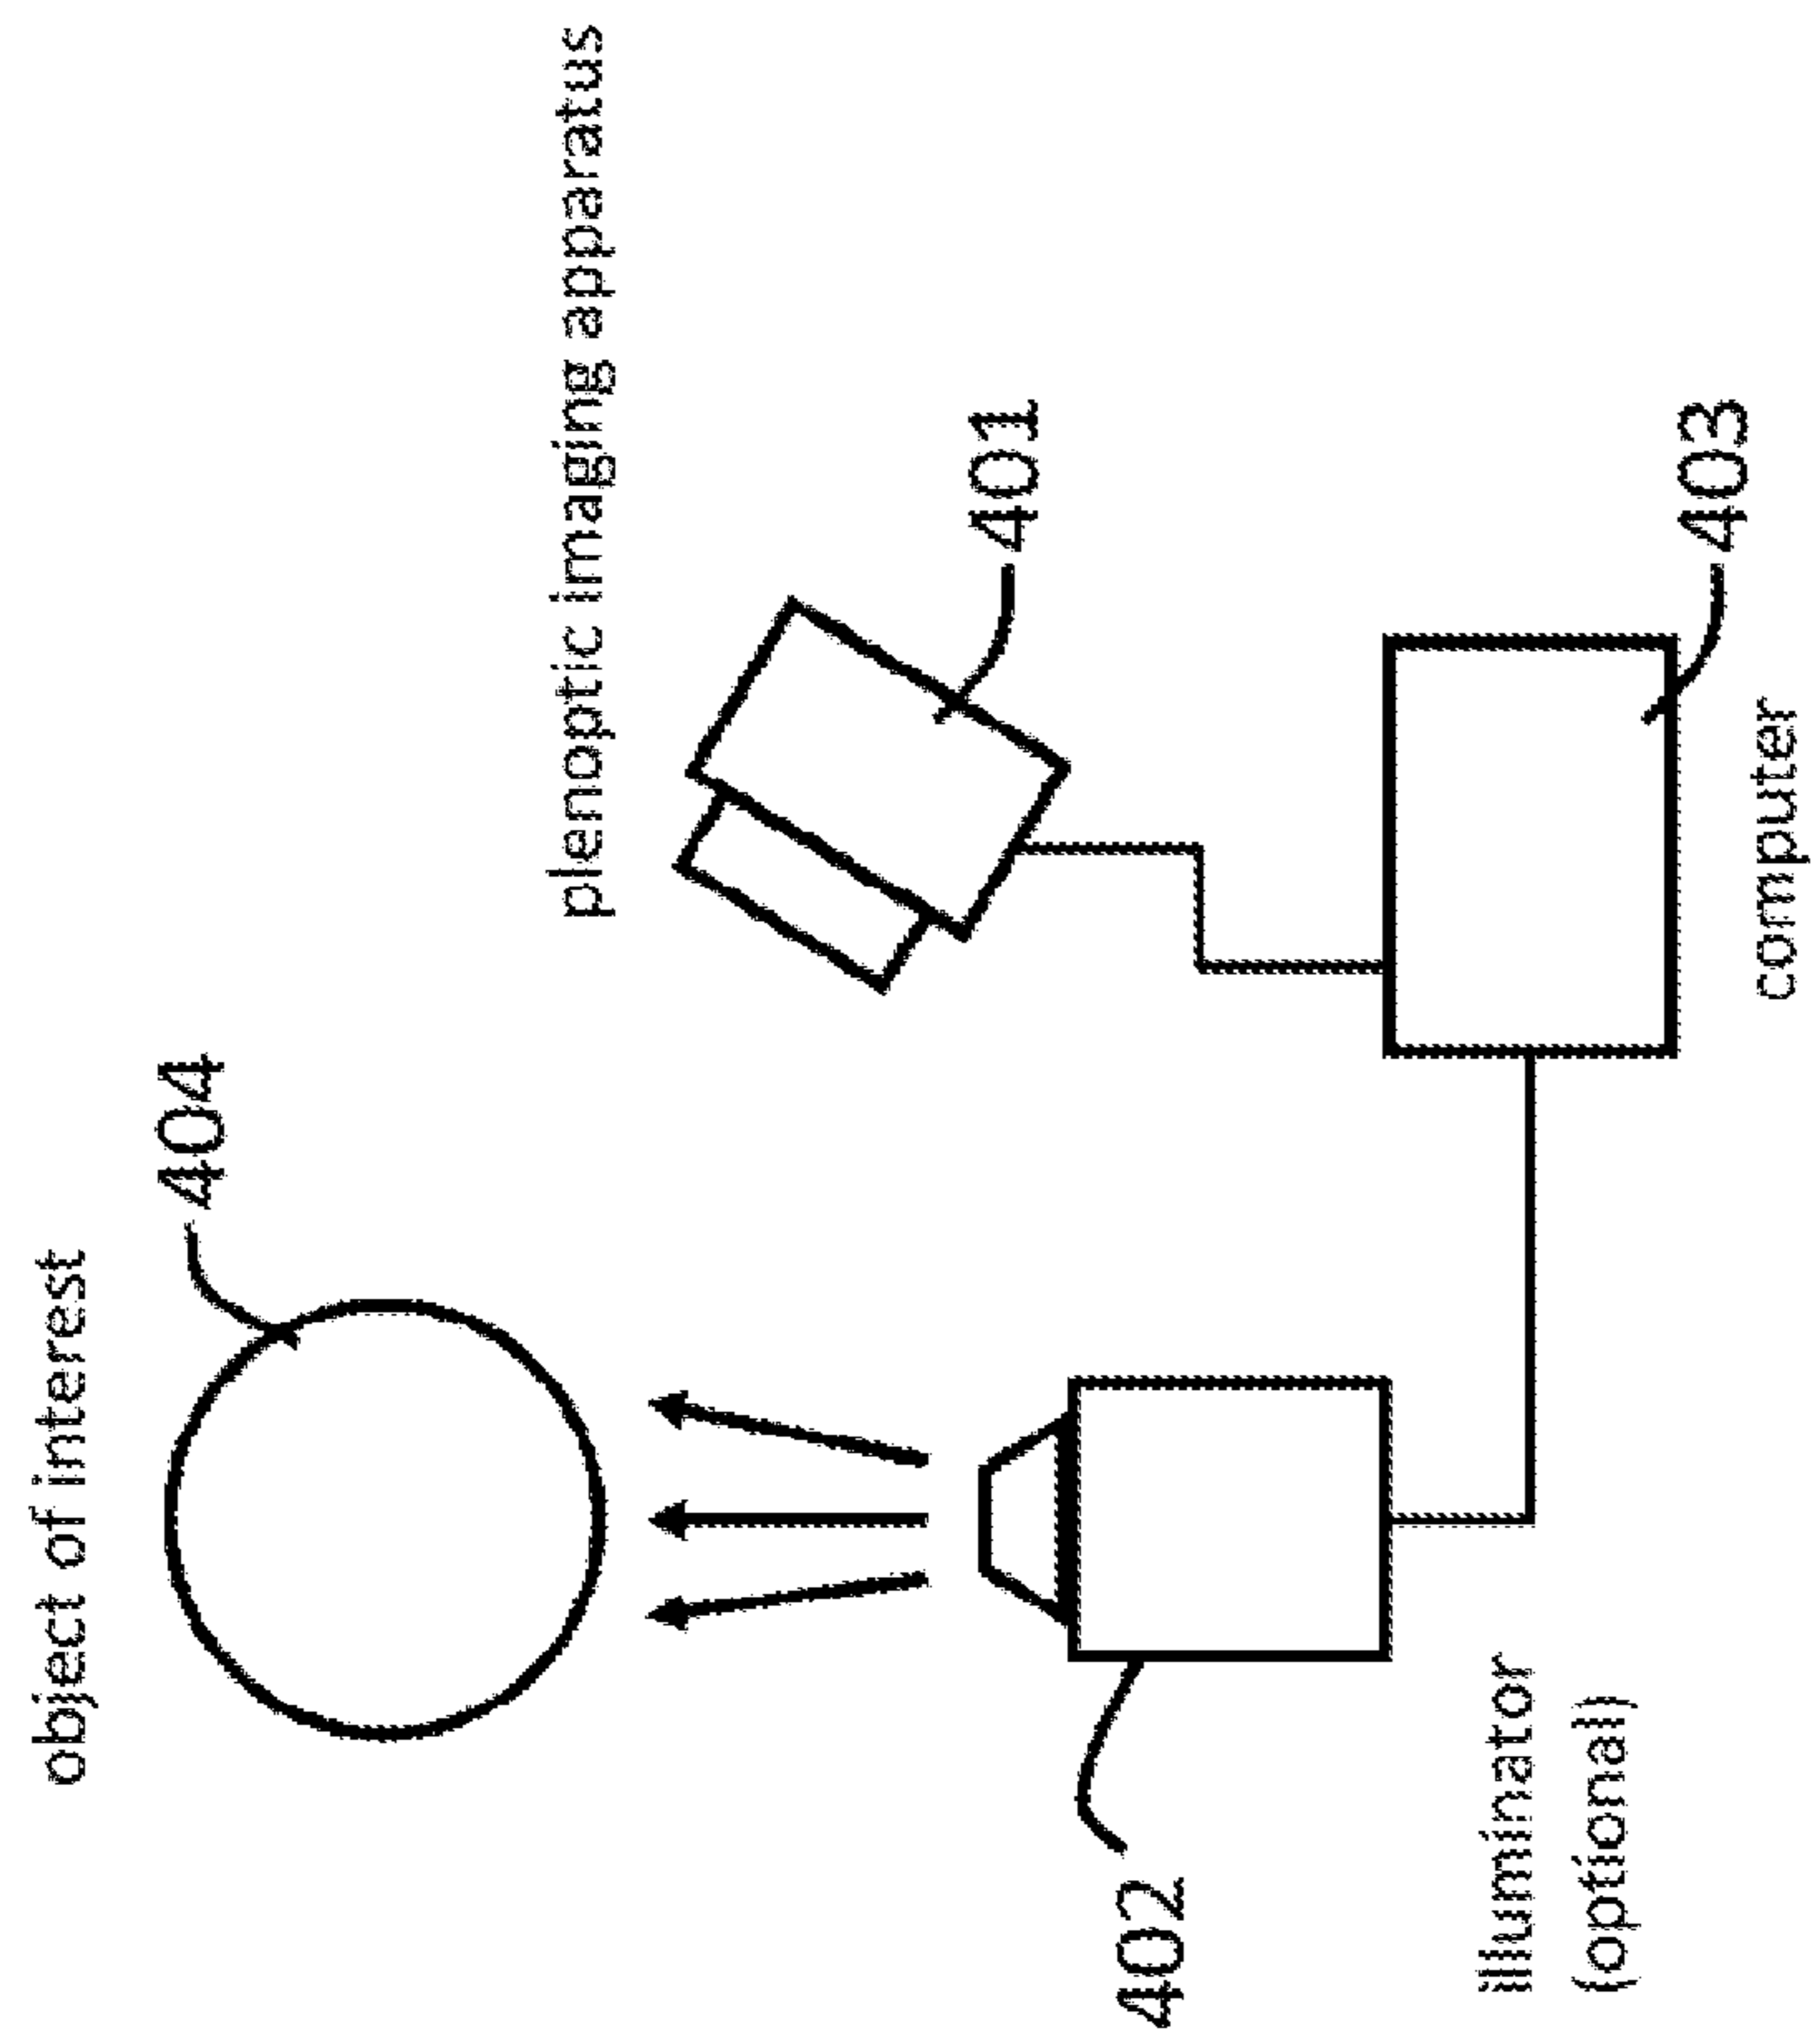 object of interest
404
plenoptic imaging apparatus
401
402
illuminator
(optional)
403
computer